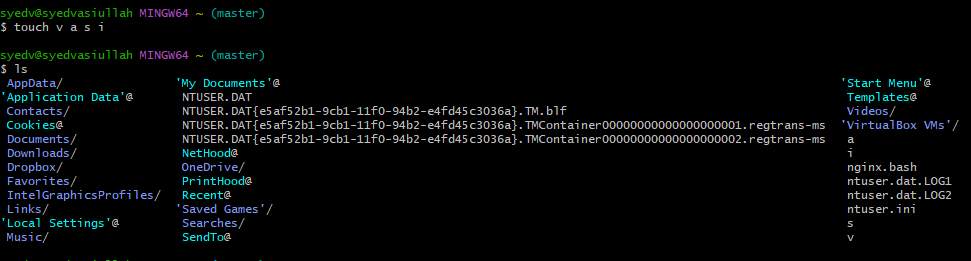 syedv@syedvasiullah MINGW64 ~ (master)
$ touch v a s i
syedv@syedvasiullah MINGW64 ~ (master)
$ ls
AppData/ 'My Documents'@ 'Start Menu'@
'Application Data'@ NTUSER.DAT Templates@
Contacts/ NTUSER.DAT{e5af52b1-9cb1-11f0-94b2-e4fd45c3036a}.TM.blf Videos/
Cookies@ NTUSER.DAT{e5af52b1-9cb1-11f0-94b2-e4fd45c3036a}.TMContainer00000000000000000001.regtrans-ms 'VirtualBox VMs'/
Documents/ NTUSER.DAT{e5af52b1-9cb1-11f0-94b2-e4fd45c3036a}.TMContainer00000000000000000002.regtrans-ms a
Downloads/ NetHood@ i
Dropbox/ OneDrive/ nginx.bash
Favorites/ PrintHood@ ntuser.dat.LOG1
IntelGraphicsProfiles/ Recent@ ntuser.dat.LOG2
Links/ 'Saved Games'/ ntuser.ini
'Local Settings'@ Searches/ s
Music/ SendTo@ v